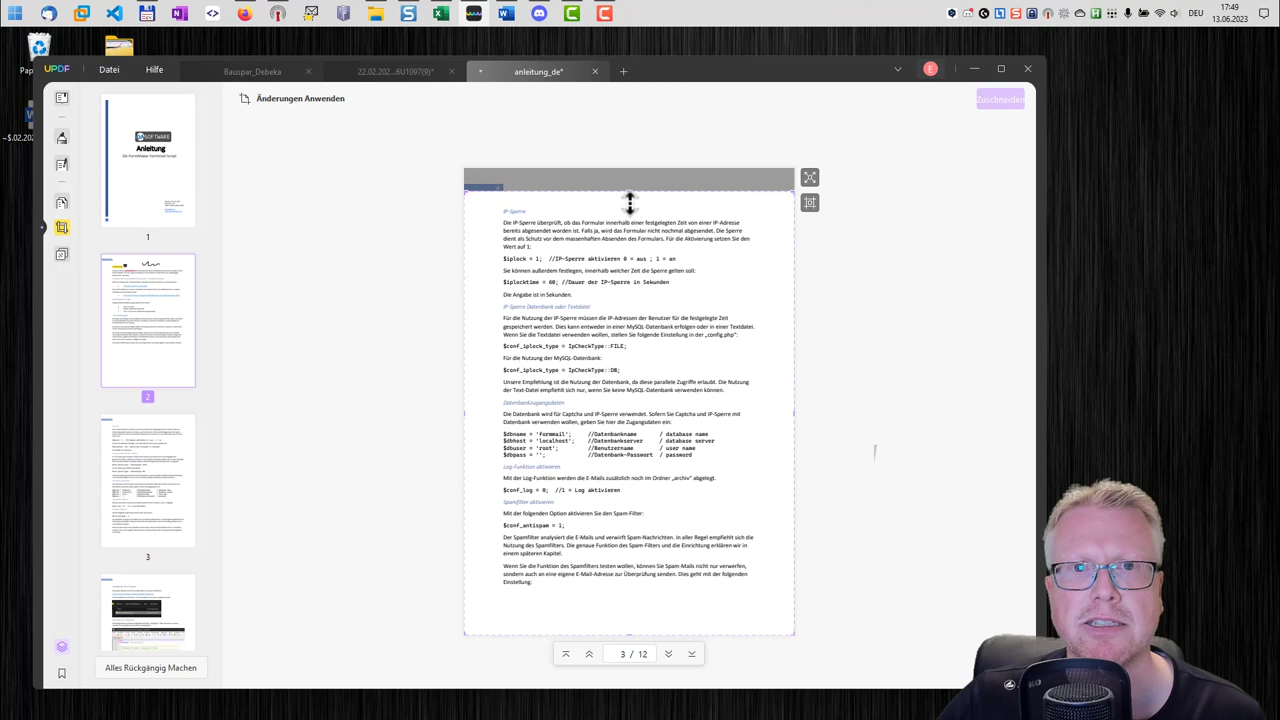 17:49
DEU
13.06.2023
UPDF
Datei
Hilfe
Bauspar_Debeka
22.02.202...6U1097(9)*
anleitung_de*
E
Änderungen Anwenden
Zuschneiden
SOFTWARE
Anleitung
1
2
3
Alles Rückgängig Machen
IP-Sperre
Die IP-Sperre überprüft, ob das Formular innerhalb einer festgelegten Zeit von einer IP-Adresse
bereits abgesendet worden ist. Falls ja, wird das Formular nicht nochmal abgesendet. Die Sperre
dient als Schutz vor dem massenhaften Absenden des Formulars. Für die Aktivierung setzen Sie den
Wert auf 1:
$iplock = 1; //IP-Sperre aktivieren 0 = aus ; 1 = an
Sie können außerdem festlegen, innerhalb welcher Zeit die Sperre gelten soll:
$iplocktime = 60; //Dauer der IP-Sperre in Sekunden
Die Angabe ist in Sekunden.
IP-Sperre Datenbank oder Textdatei
Für die Nutzung der IP-Sperre müssen die IP-Adressen der Benutzer für die festgelegte Zeit
gespeichert werden. Dies kann entweder in einer MySQL-Datenbank erfolgen oder in einer Textdatei.
Wenn Sie die Textdatei verwenden wollen, stellen Sie folgende Einstellung in der „config.php“:
$conf_iplock_type = IpCheckType::FILE;
Für die Nutzung der MySQL-Datenbank:
$conf_iplock_type = IpCheckType::DB;
Unsere Empfehlung ist die Nutzung der Datenbank, da diese parallele Zugriffe erlaubt. Die Nutzung
der Text-Datei empfiehlt sich nur, wenn Sie keine MySQL-Datenbank verwenden können.
Datenbankzugangsdaten
Die Datenbank wird für Captcha und IP-Sperre verwendet. Sofern Sie Captcha und IP-Sperre mit
Datenbank verwenden wollen, geben Sie hier die Zugangsdaten ein:
$dbname = 'formmail'; //Datenbankname / database name
$dbhost = 'localhost'; //Datenbankserver / database server
$dbuser = 'root'; //Benutzername / user name
$dbpass = ''; //Datenbank-Passwort / password
Log-Funktion aktivieren
Mit der Log-Funktion werden die E-Mails zusätzlich noch im Ordner „archiv“ abgelegt.
$conf_log = 0; //1 = Log aktivieren
Spamfilter aktivieren
Mit der folgenden Option aktivieren Sie den Spam-Filter:
$conf_antispam = 1;
Der Spamfilter analysiert die E-Mails und verwirft Spam-Nachrichten. In aller Regel empfiehlt sich die
Nutzung des Spamfilters. Die genaue Funktion des Spam-Filters und die Einrichtung erklären wir in
einem späteren Kapitel.
Wenn Sie die Funktion des Spamfilters testen wollen, können Sie Spam-Mails nicht nur verwerfen,
sondern auch an eine eigene E-Mail-Adresse zur Überprüfung senden. Dies geht mit der folgenden
Einstellung:
3 / 12